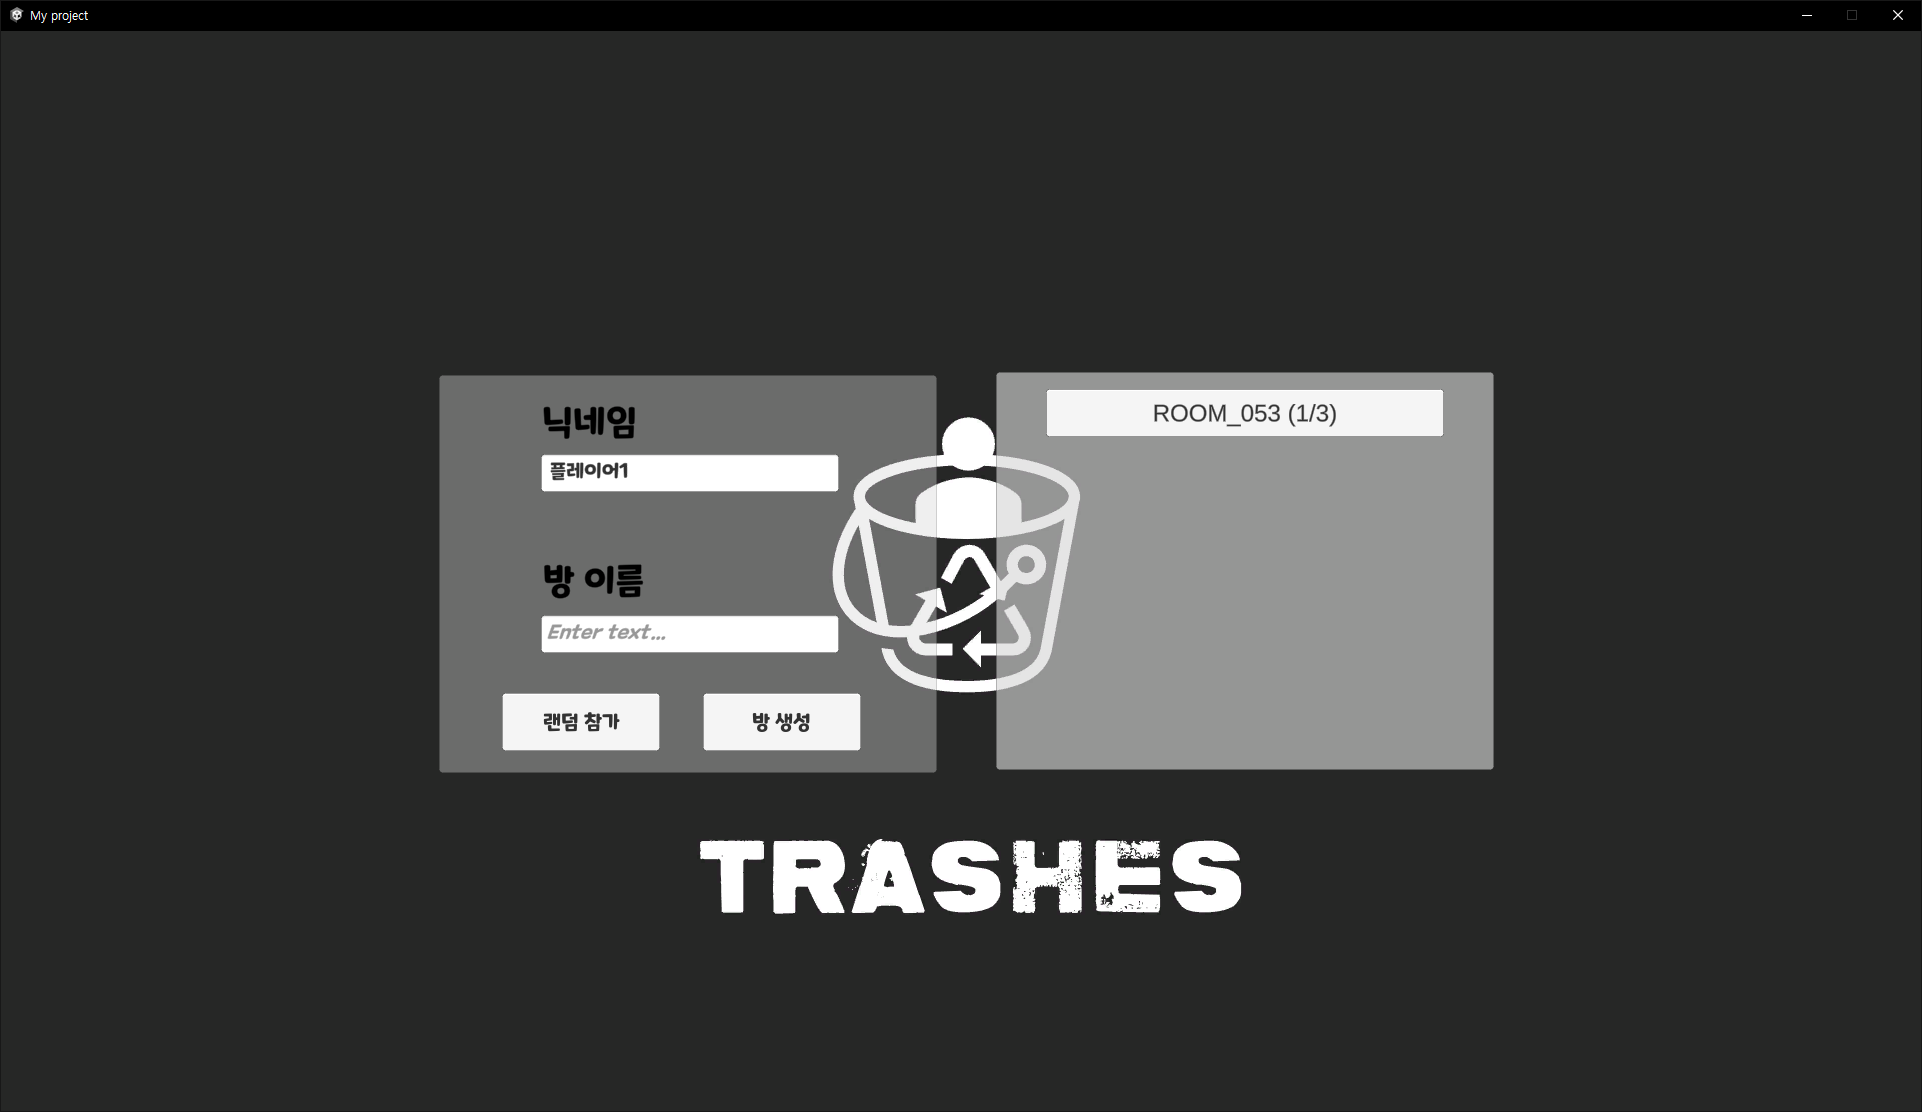 My project
닉네임
플레이어1
방 이름
Enter text...
랜덤 참가
방 생성
ROOM_053 (1/3)
TRASHES